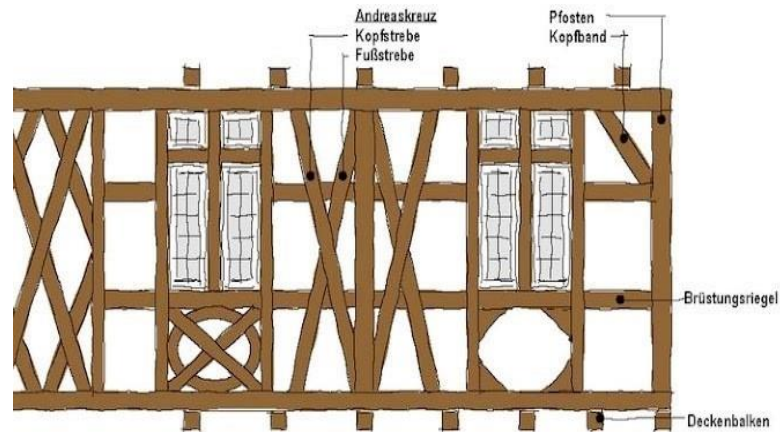 Andreaskreuz
Kopfstrebe
Fußstrebe
Pfosten
Kopfband
Brüstungsriegel
Deckenbalken